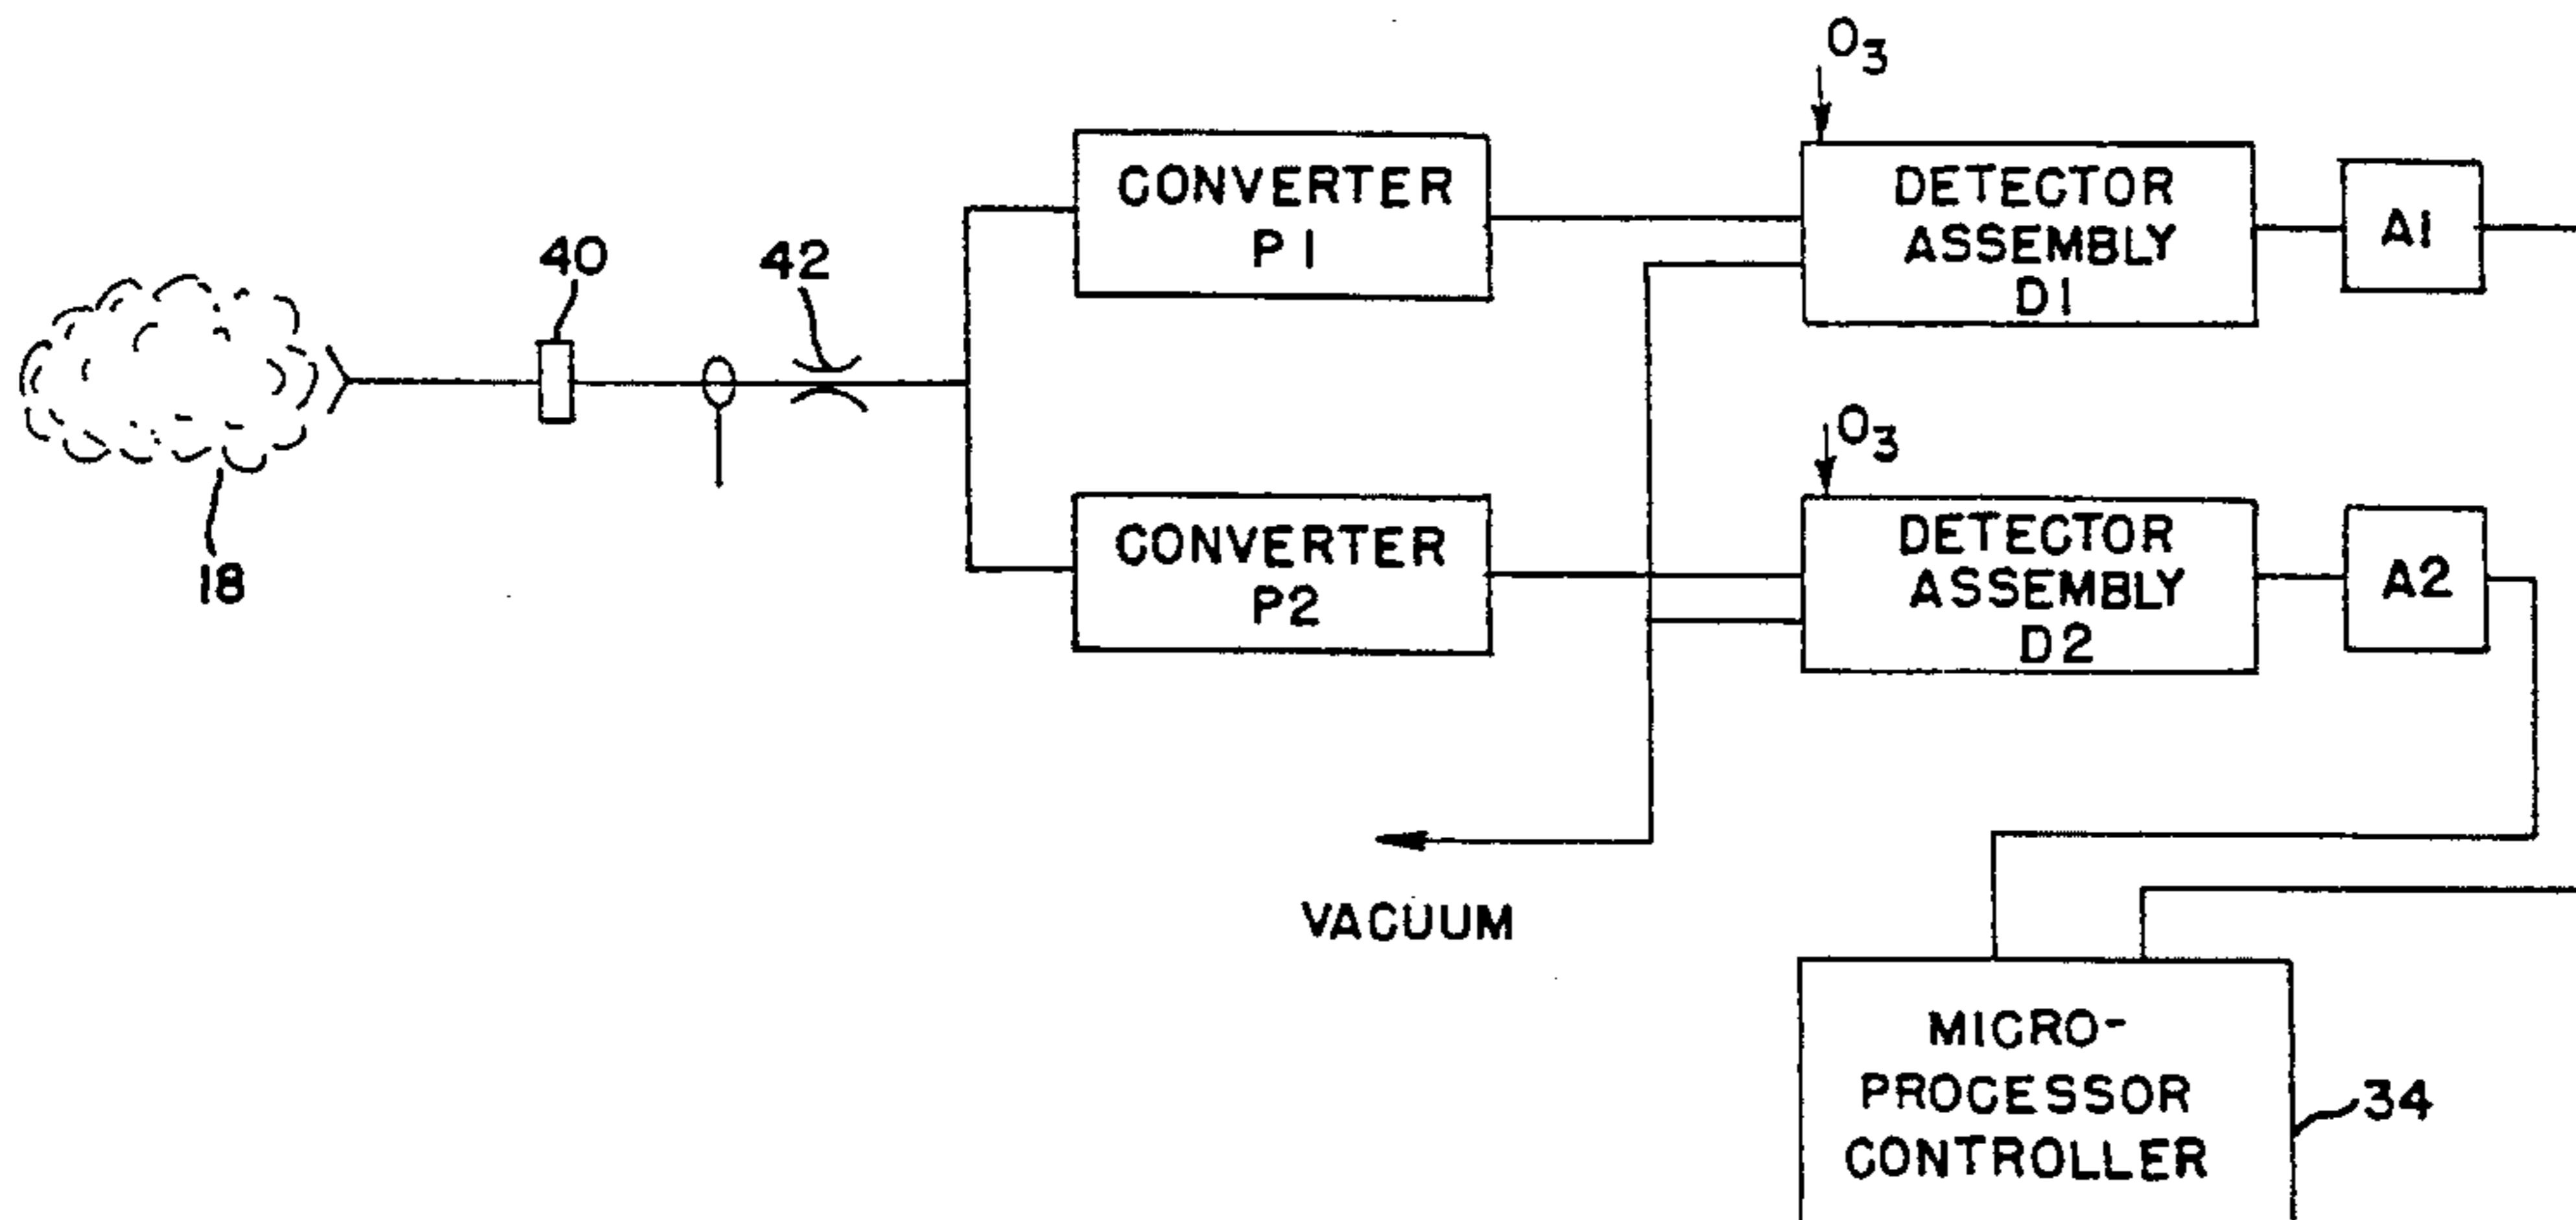 O3
CONVERTER
P1
DETECTOR
ASSEMBLY
D1
A1
40
42
18
O3
CONVERTER
P2
DETECTOR
ASSEMBLY
D2
A2
VACUUM
MICRO-
PROCESSOR
CONTROLLER
34